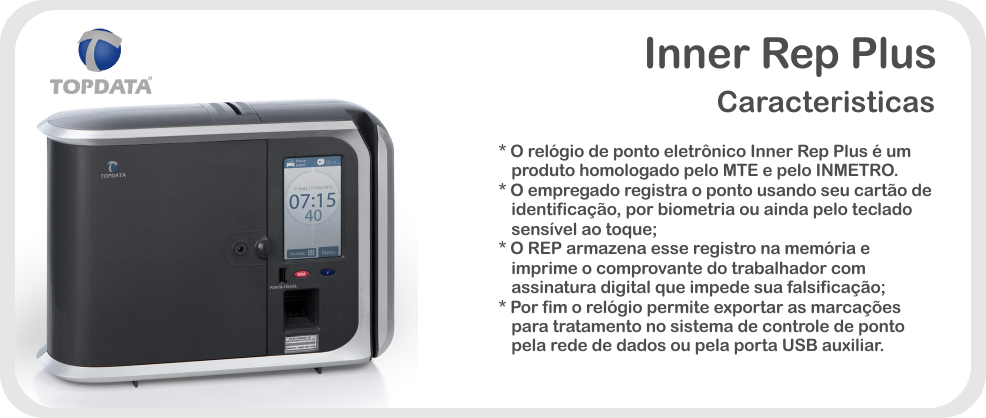 TOPDATA
Inner Rep Plus
Caracteristicas
* O relógio de ponto eletrônico Inner Rep Plus é um
produto homologado pelo MTE e pelo INMETRO.
* O empregado registra o ponto usando seu cartão de
identificação, por biometria ou ainda pelo teclado
sensível ao toque;
* O REP armazena esse registro na memória e
imprime o comprovante do trabalhador com
assinatura digital que impede sua falsificação;
* Por fim o relógio permite exportar as marcações
para tratamento no sistema de controle de ponto
pela rede de dados ou pela porta USB auxiliar.
TOPDATA
07:15
40
Teclado
Menu
PORTA FISCAL